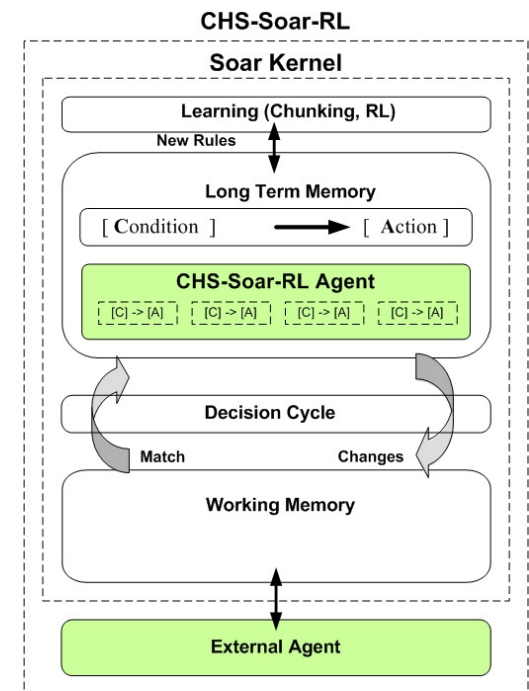 CHS-Soar-RL
Soar Kernel
Learning (Chunking, RL)
New Rules
Long Term Memory
[ Condition ] [ Action ]
CHS-Soar-RL Agent
[C] -> [A] [C] -> [A] [C] -> [A] [C] -> [A]
Decision Cycle
Match Changes
Working Memory
External Agent